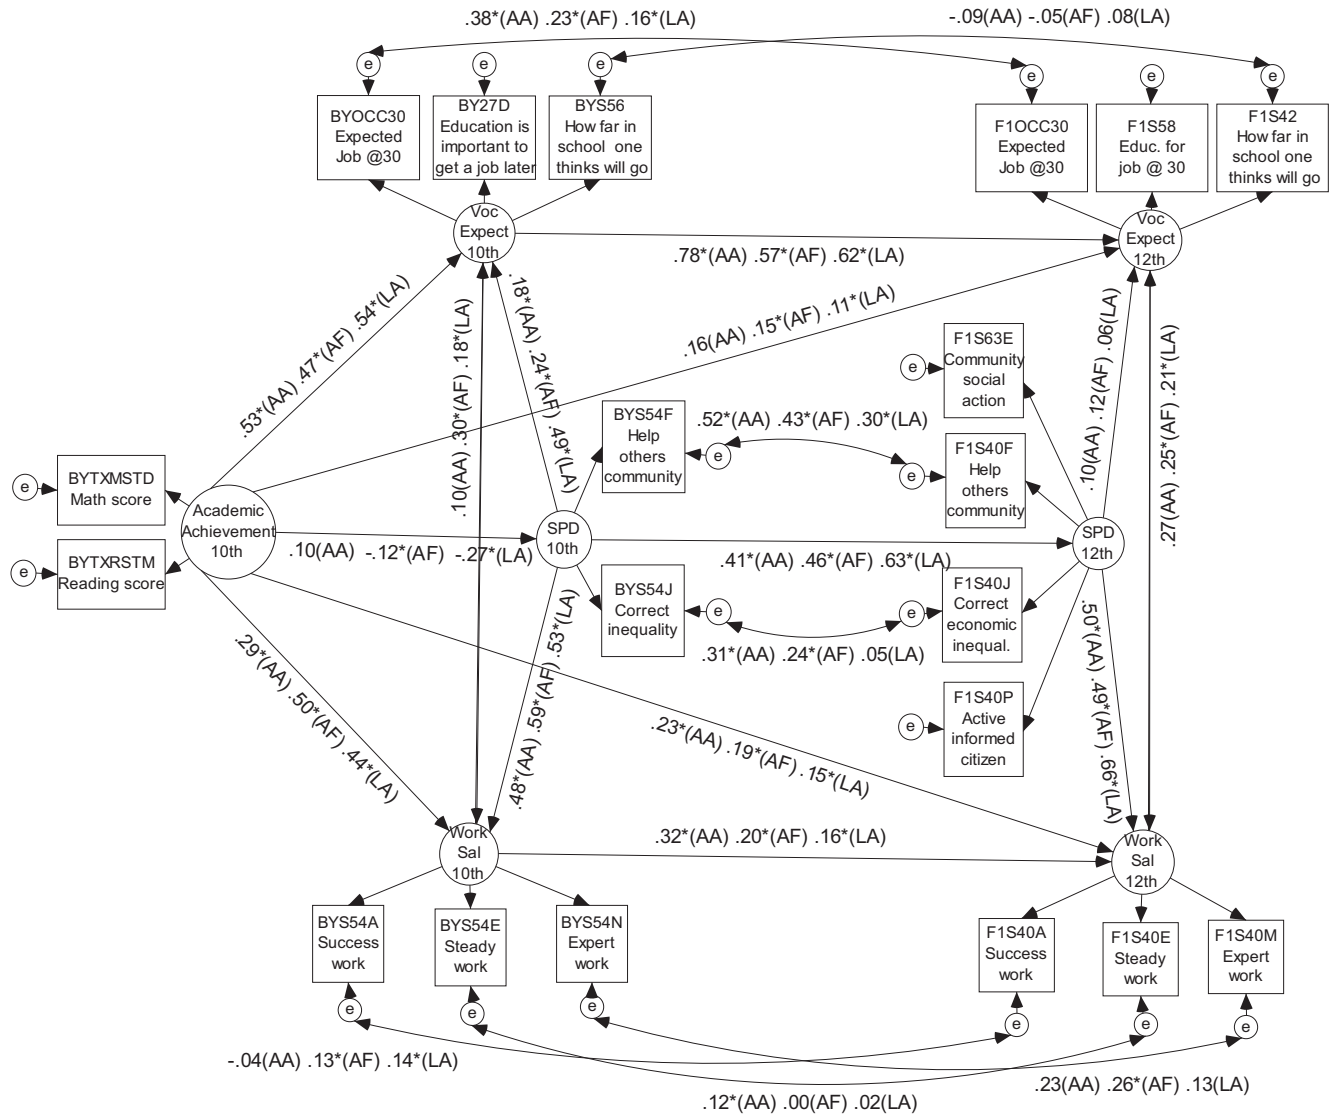 .38*(AA) .23*(AF) .16*(LA)
-.09(AA) -.05(AF) .08(LA)
e
e
e
e
e
e
BYOCC30
Expected
Job @30
BY27D
Education is
important to
get a job later
BYS56
How far in
school one
thinks will go
F1OCC30
Expected
Job @30
F1S58
Educ. for
job @ 30
F1S42
How far in
school one
thinks will go
Voc
Expect
10th
Voc
Expect
12th
.78*(AA) .57*(AF) .62*(LA)
.53*(AA) .47*(AF) .54*(LA)
.10(AA) .30*(AF) .18*(LA)
.18*(AA) .24*(AF) .49*(LA)
.16(AA) .15*(AF) .11*(LA)
.10(AA) .12(AF) .06(LA)
.27(AA) .25*(AF) .21*(LA)
e
F1S63E
Community
social
action
BYS54F
Help
others
community
.52*(AA) .43*(AF) .30*(LA)
e
e
F1S40F
Help
others
community
e
BYTXMSTD
Math score
e
BYTXRSTM
Reading score
Academic
Achievement
10th
.10(AA) -.12*(AF) -.27*(LA)
SPD
10th
.41*(AA) .46*(AF) .63*(LA)
SPD
12th
BYS54J
Correct
inequality
e
e
.31*(AA) .24*(AF) .05(LA)
F1S40J
Correct
economic
inequal.
e
F1S40P
Active
informed
citizen
.29*(AA) .50*(AF) .44*(LA)
.48*(AA) .59*(AF) .53*(LA)
.23*(AA) .19*(AF) .15*(LA)
.50*(AA) .49*(AF) .66*(LA)
Work
Sal
10th
.32*(AA) .20*(AF) .16*(LA)
Work
Sal
12th
BYS54A
Success
work
BYS54E
Steady
work
BYS54N
Expert
work
F1S40A
Success
work
F1S40E
Steady
work
F1S40M
Expert
work
e
e
e
e
e
e
-.04(AA) .13*(AF) .14*(LA)
.12*(AA) .00(AF) .02(LA)
.23(AA) .26*(AF) .13(LA)